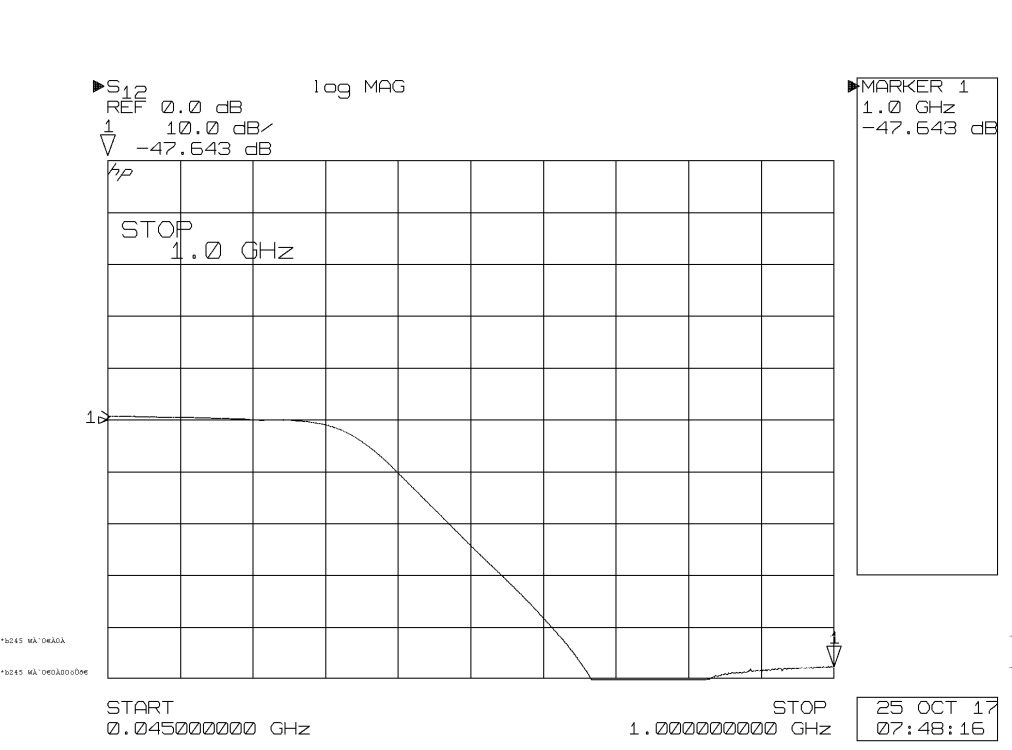 S12 log MAG
REF 0.0 dB
1 10.0 dB/
-47.643 dB
hp
STOP
1.0 GHz
MARKER 1
1.0 GHz
-47.643 dB
1
1
START
0.045000000 GHz
STOP
1.000000000 GHz
25 OCT 17
07:48:16